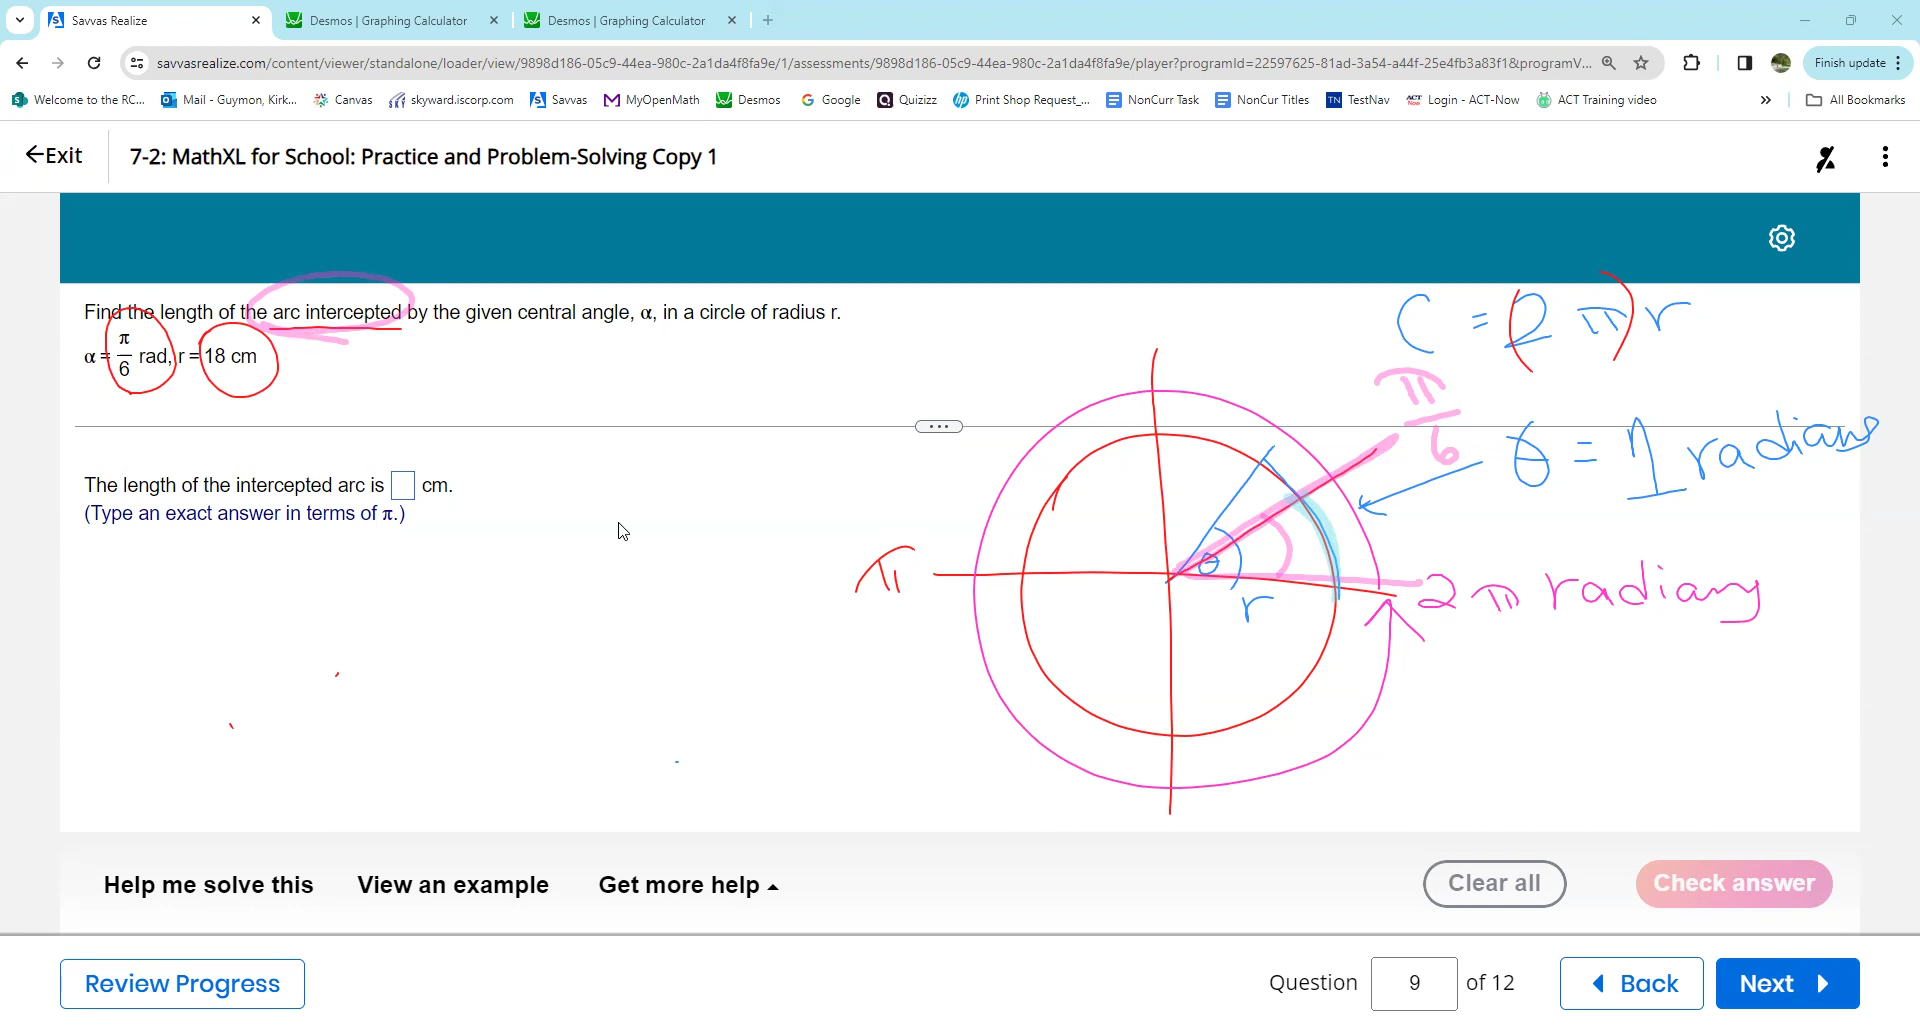 Savvas Realize
Desmos | Graphing Calculator
Desmos | Graphing Calculator
savvasrealize.com/content/viewer/standalone/loader/view/9898d186-05c9-44ea-980c-2a1da4f8fa9e/1/assessments/9898d186-05c9-44ea-980c-2a1da4f8fa9e/player?programId=22597625-81ad-3a54-a44f-25e4fb3a83f1&programV...
Finish update
Welcome to the RC...
Mail - Guymon, Kirk...
Canvas
skyward.iscorp.com
Savvas
MyOpenMath
Desmos
Google
Quizizz
Print Shop Request_...
NonCurr Task
NonCur Titles
TN TestNav
ACT Now Login - ACT-Now
ACT Training video
All Bookmarks
Exit
7-2: MathXL for School: Practice and Problem-Solving Copy 1
Find the length of the arc intercepted by the given central angle, α, in a circle of radius r.
α = π/6 rad, r = 18 cm
C = (2π)r
π/6
θ = 1 radians
The length of the intercepted arc is cm.
(Type an exact answer in terms of π.)
θ
π
r
2π radians
Help me solve this
View an example
Get more help
Clear all
Check answer
Review Progress
Question 9 of 12
Back
Next